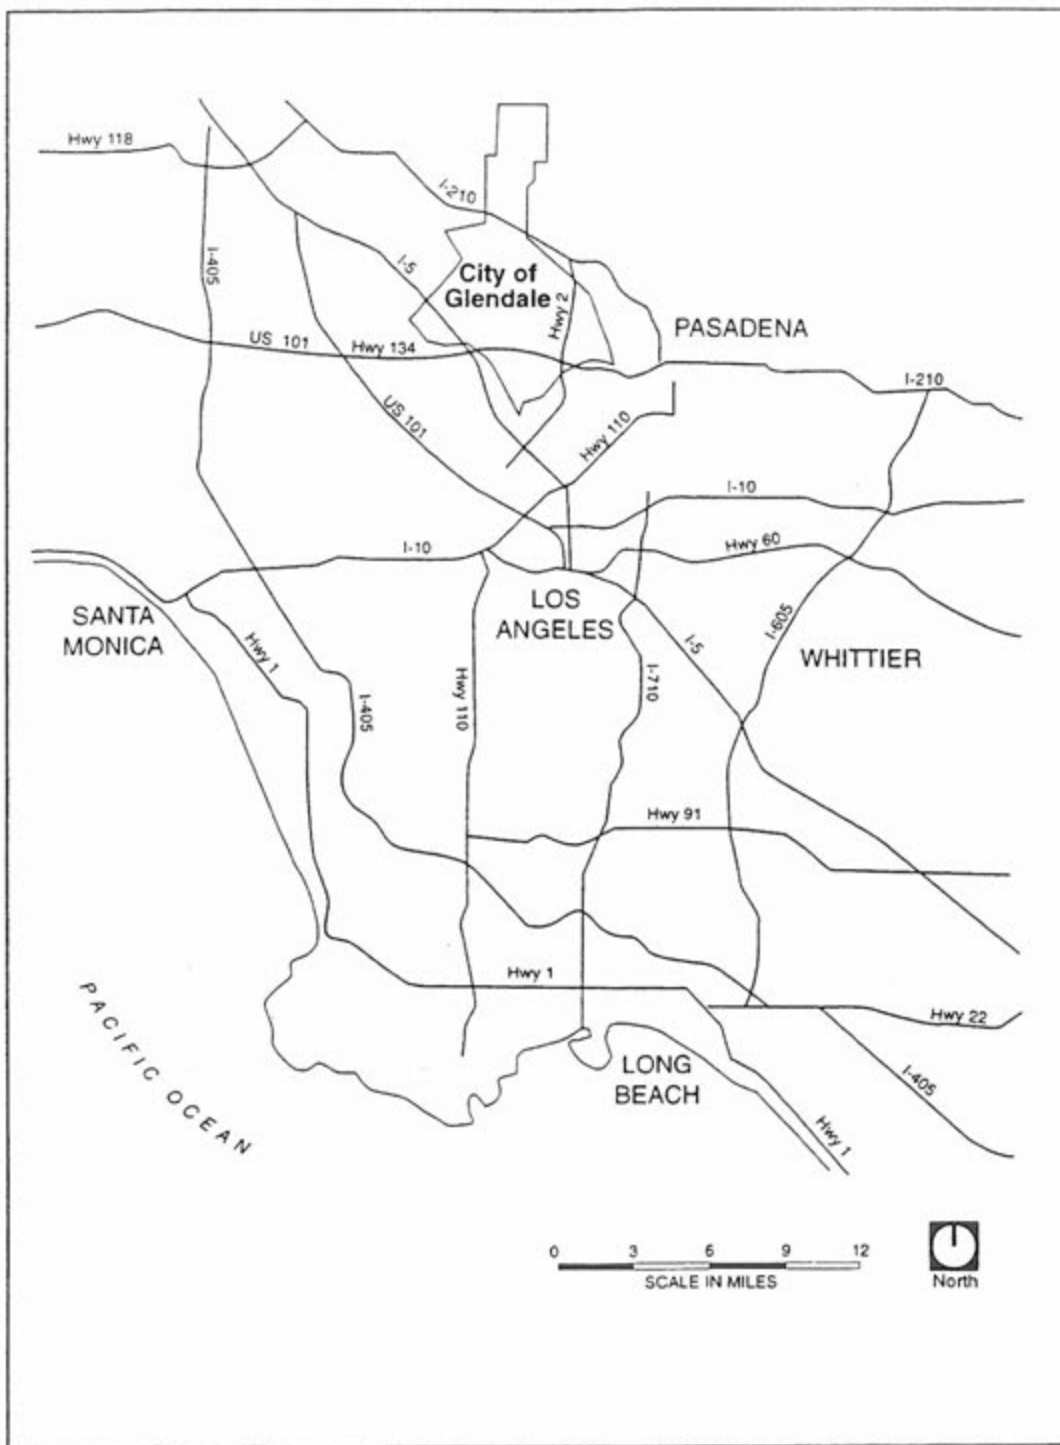 Hwy 118
I-210
I-405
I-5
City of
Glendale
Hwy 2
PASADENA
US 101
Hwy 134
I-210
US 101
Hwy 110
I-10
I-10
Hwy 60
SANTA
MONICA
LOS
ANGELES
Hwy 1
I-605
I-5
WHITTIER
I-405
Hwy 110
I-710
Hwy 91
Hwy 1
PACIFIC OCEAN
Hwy 22
LONG
BEACH
I-405
Hwy 1
0 3 6 9 12
SCALE IN MILES
North